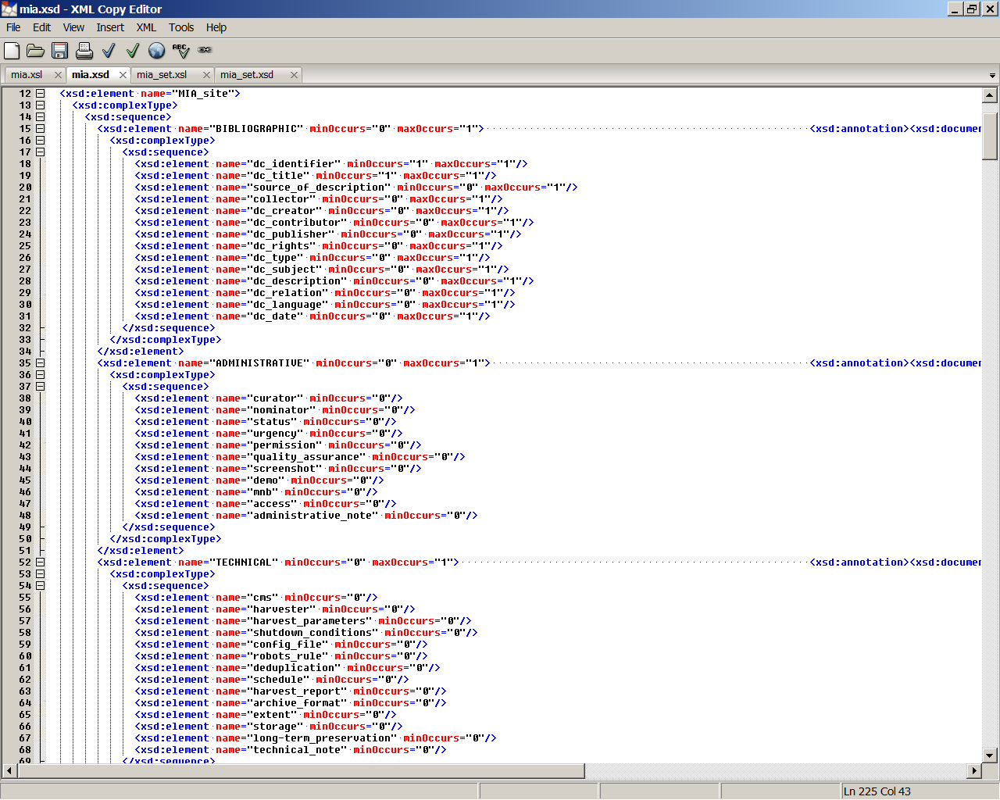 mia.xsd - XML Copy Editor
File Edit View Insert XML Tools Help
ABC
mia.xsl mia.xsd mia_set.xsl mia_set.xsd
12 <xsd:element name="MIA_site">
13 <xsd:complexType>
14 <xsd:sequence>
15 <xsd:element name="BIBLIOGRAPHIC" minOccurs="0" maxOccurs="1"> <xsd:annotation><xsd:documen
16 <xsd:complexType>
17 <xsd:sequence>
18 <xsd:element name="dc_identifier" minOccurs="1" maxOccurs="1"/>
19 <xsd:element name="dc_title" minOccurs="1" maxOccurs="1"/>
20 <xsd:element name="source_of_description" minOccurs="0" maxOccurs="1"/>
21 <xsd:element name="collector" minOccurs="0" maxOccurs="1"/>
22 <xsd:element name="dc_creator" minOccurs="0" maxOccurs="1"/>
23 <xsd:element name="dc_contributor" minOccurs="0" maxOccurs="1"/>
24 <xsd:element name="dc_publisher" minOccurs="0" maxOccurs="1"/>
25 <xsd:element name="dc_rights" minOccurs="0" maxOccurs="1"/>
26 <xsd:element name="dc_type" minOccurs="0" maxOccurs="1"/>
27 <xsd:element name="dc_subject" minOccurs="0" maxOccurs="1"/>
28 <xsd:element name="dc_description" minOccurs="0" maxOccurs="1"/>
29 <xsd:element name="dc_relation" minOccurs="0" maxOccurs="1"/>
30 <xsd:element name="dc_language" minOccurs="0" maxOccurs="1"/>
31 <xsd:element name="dc_date" minOccurs="0" maxOccurs="1"/>
32 </xsd:sequence>
33 </xsd:complexType>
34 </xsd:element>
35 <xsd:element name="ADMINISTRATIVE" minOccurs="0" maxOccurs="1"> <xsd:annotation><xsd:documen
36 <xsd:complexType>
37 <xsd:sequence>
38 <xsd:element name="curator" minOccurs="0"/>
39 <xsd:element name="nominator" minOccurs="0"/>
40 <xsd:element name="status" minOccurs="0"/>
41 <xsd:element name="urgency" minOccurs="0"/>
42 <xsd:element name="permission" minOccurs="0"/>
43 <xsd:element name="quality_assurance" minOccurs="0"/>
44 <xsd:element name="screenshot" minOccurs="0"/>
45 <xsd:element name="demo" minOccurs="0"/>
46 <xsd:element name="mnb" minOccurs="0"/>
47 <xsd:element name="access" minOccurs="0"/>
48 <xsd:element name="administrative_note" minOccurs="0"/>
49 </xsd:sequence>
50 </xsd:complexType>
51 </xsd:element>
52 <xsd:element name="TECHNICAL" minOccurs="0" maxOccurs="1"> <xsd:annotation><xsd:documen
53 <xsd:complexType>
54 <xsd:sequence>
55 <xsd:element name="cms" minOccurs="0"/>
56 <xsd:element name="harvester" minOccurs="0"/>
57 <xsd:element name="harvest_parameters" minOccurs="0"/>
58 <xsd:element name="shutdown_conditions" minOccurs="0"/>
59 <xsd:element name="config_file" minOccurs="0"/>
60 <xsd:element name="robots_rule" minOccurs="0"/>
61 <xsd:element name="deduplication" minOccurs="0"/>
62 <xsd:element name="schedule" minOccurs="0"/>
63 <xsd:element name="harvest_report" minOccurs="0"/>
64 <xsd:element name="archive_format" minOccurs="0"/>
65 <xsd:element name="extent" minOccurs="0"/>
66 <xsd:element name="storage" minOccurs="0"/>
67 <xsd:element name="long-term_preservation" minOccurs="0"/>
68 <xsd:element name="technical_note" minOccurs="0"/>
69 </xsd:sequence>
Ln 225 Col 43